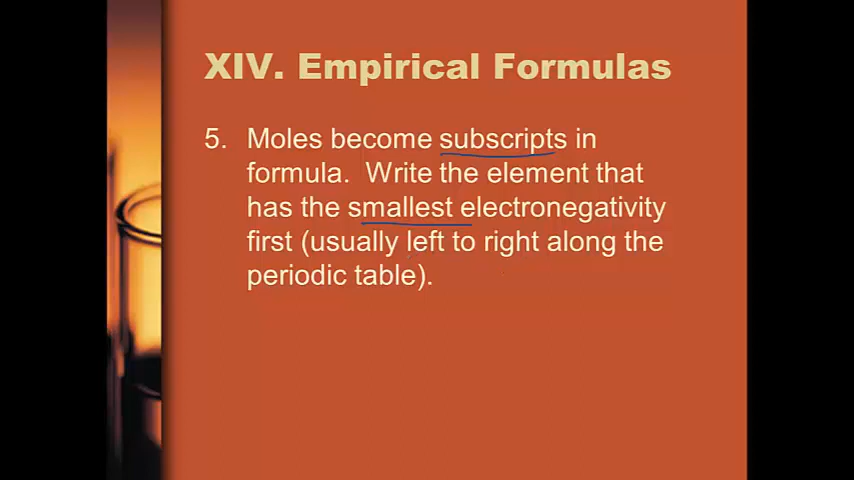 XIV. Empirical Formulas
5. Moles become subscripts in
formula. Write the element that
has the smallest electronegativity
first (usually left to right along the
periodic table).